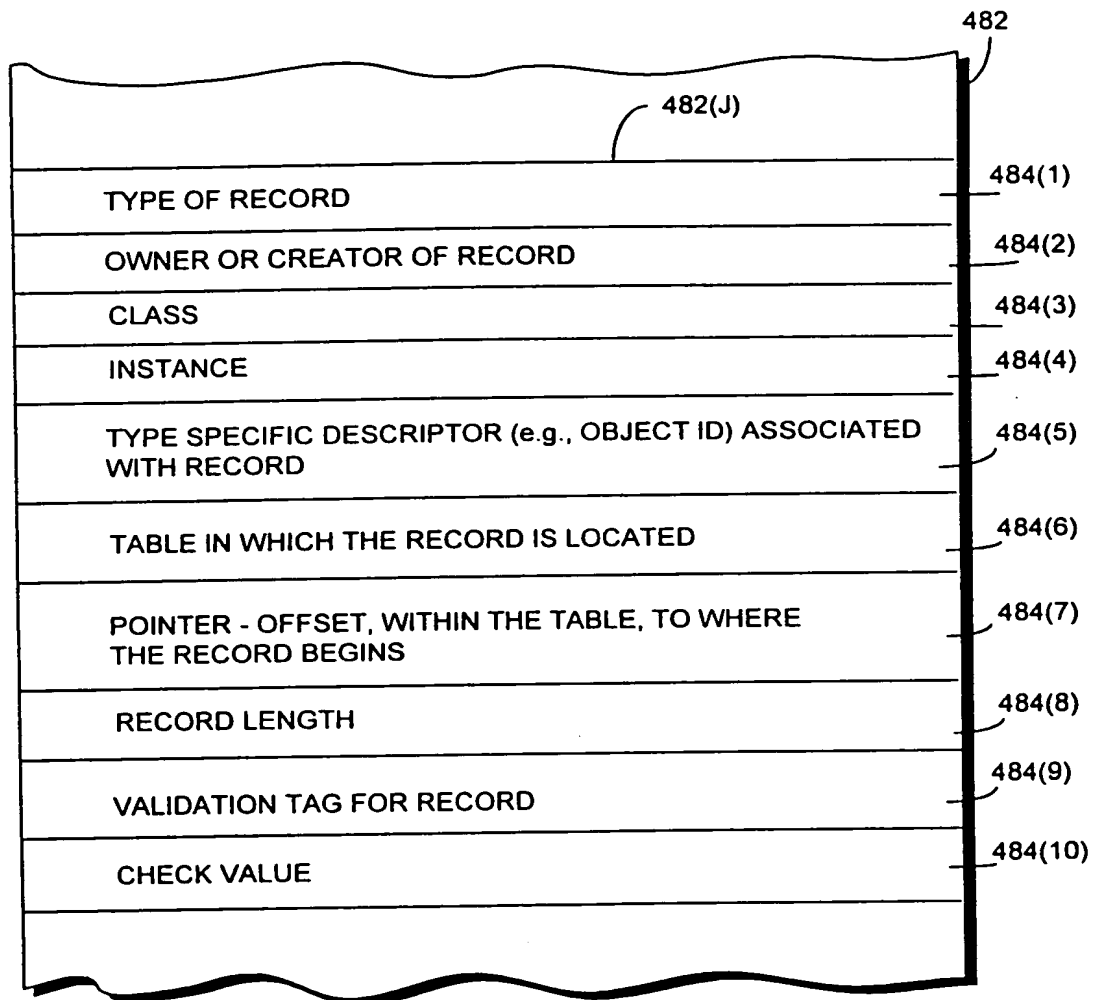 482
482(J)
TYPE OF RECORD
484(1)
OWNER OR CREATOR OF RECORD
484(2)
CLASS
484(3)
INSTANCE
484(4)
TYPE SPECIFIC DESCRIPTOR (e.g., OBJECT ID) ASSOCIATED
WITH RECORD
484(5)
TABLE IN WHICH THE RECORD IS LOCATED
484(6)
POINTER - OFFSET, WITHIN THE TABLE, TO WHERE
THE RECORD BEGINS
484(7)
RECORD LENGTH
484(8)
VALIDATION TAG FOR RECORD
484(9)
CHECK VALUE
484(10)